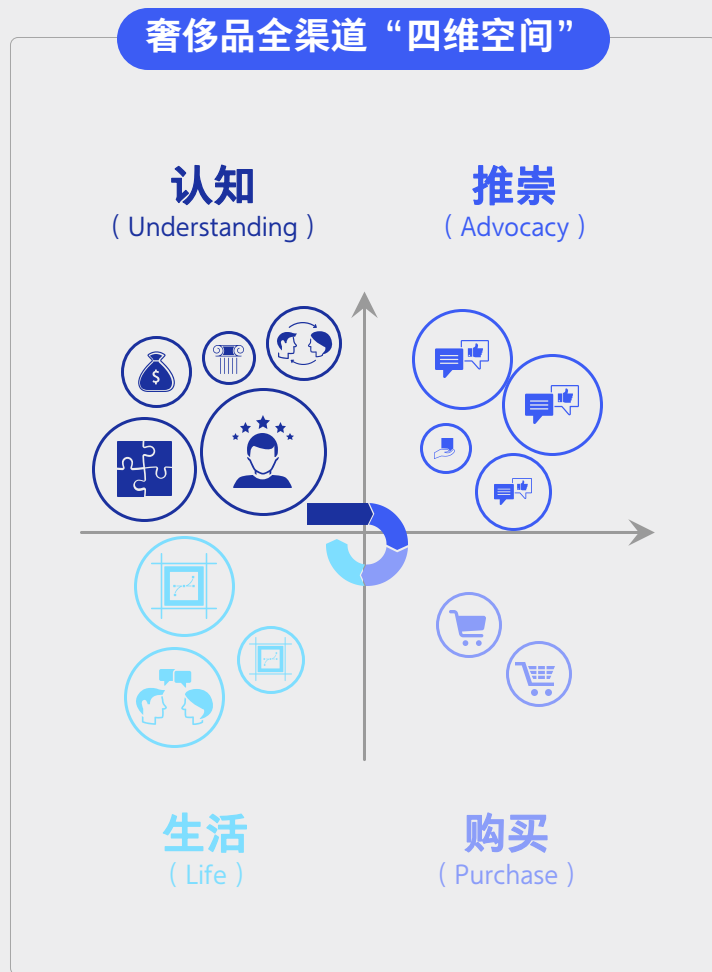 奢侈品全渠道“四维空间”
认知
( Understanding )
推崇
( Advocacy )
$
生活
( Life )
购买
( Purchase )